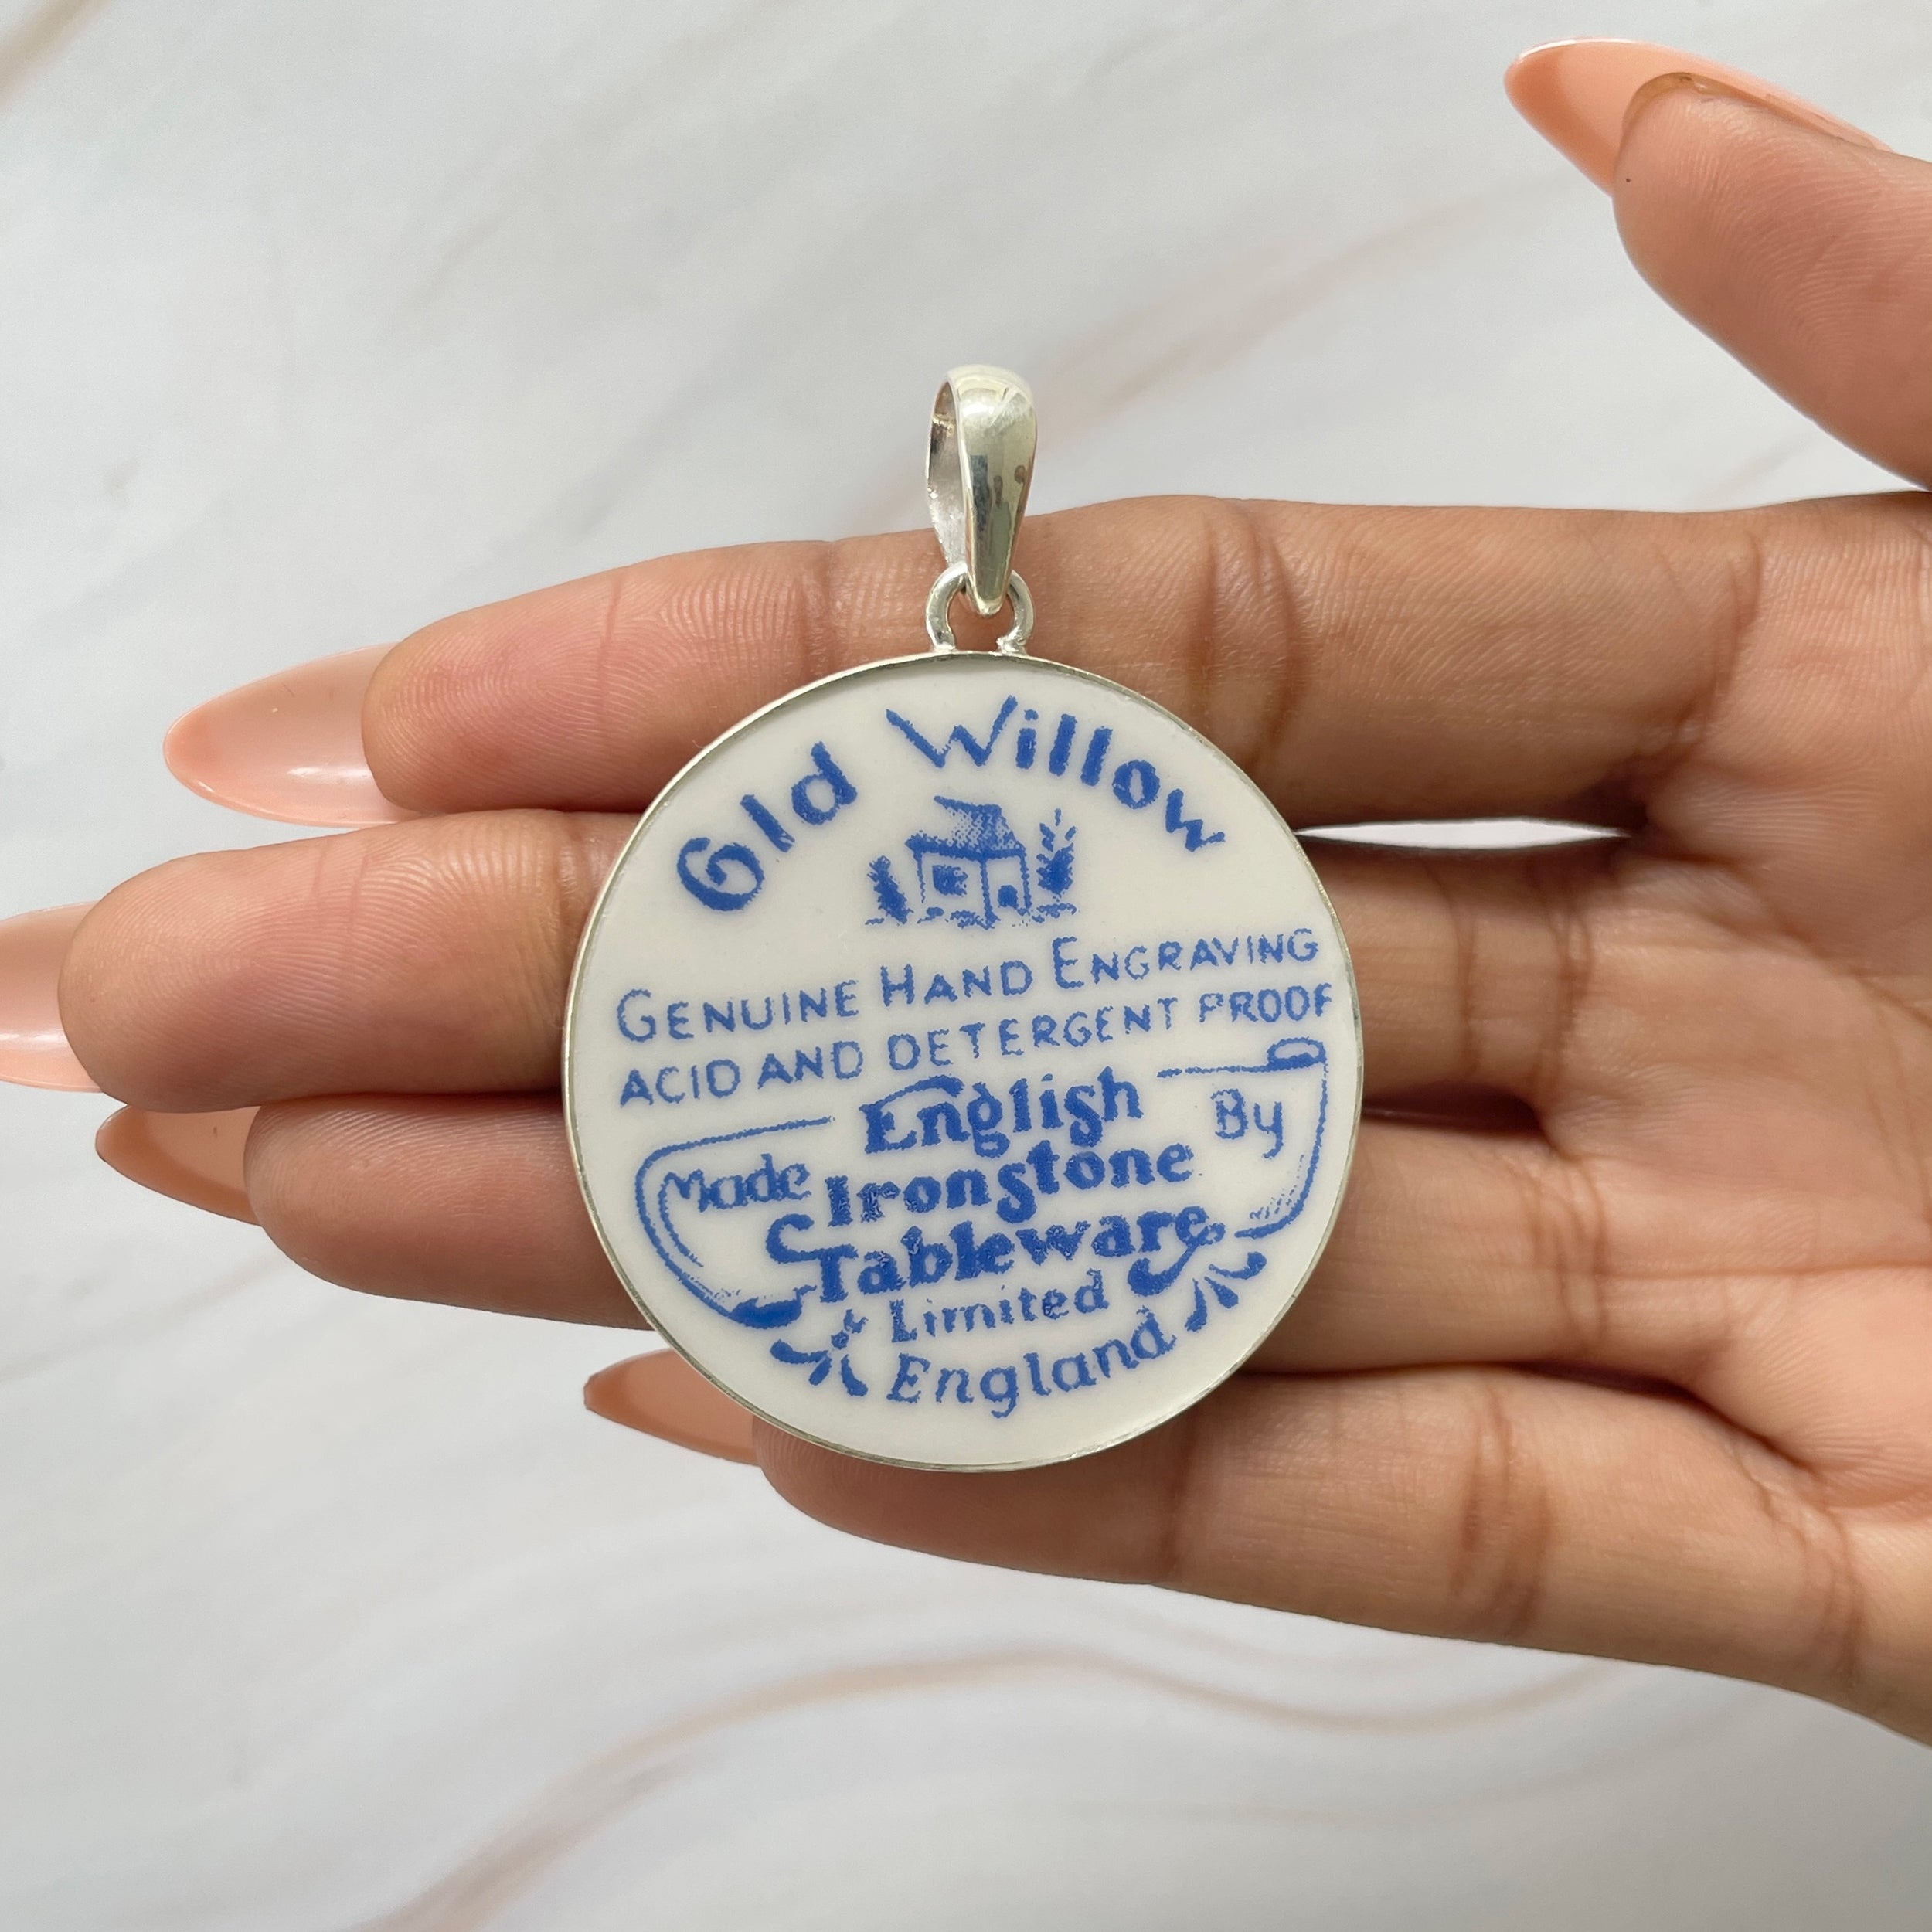 Old Willow
GENUINE HAND ENGRAVING
ACID AND DETERGENT PROOF
Made English By
Ironstone
Tableware
Limited
England